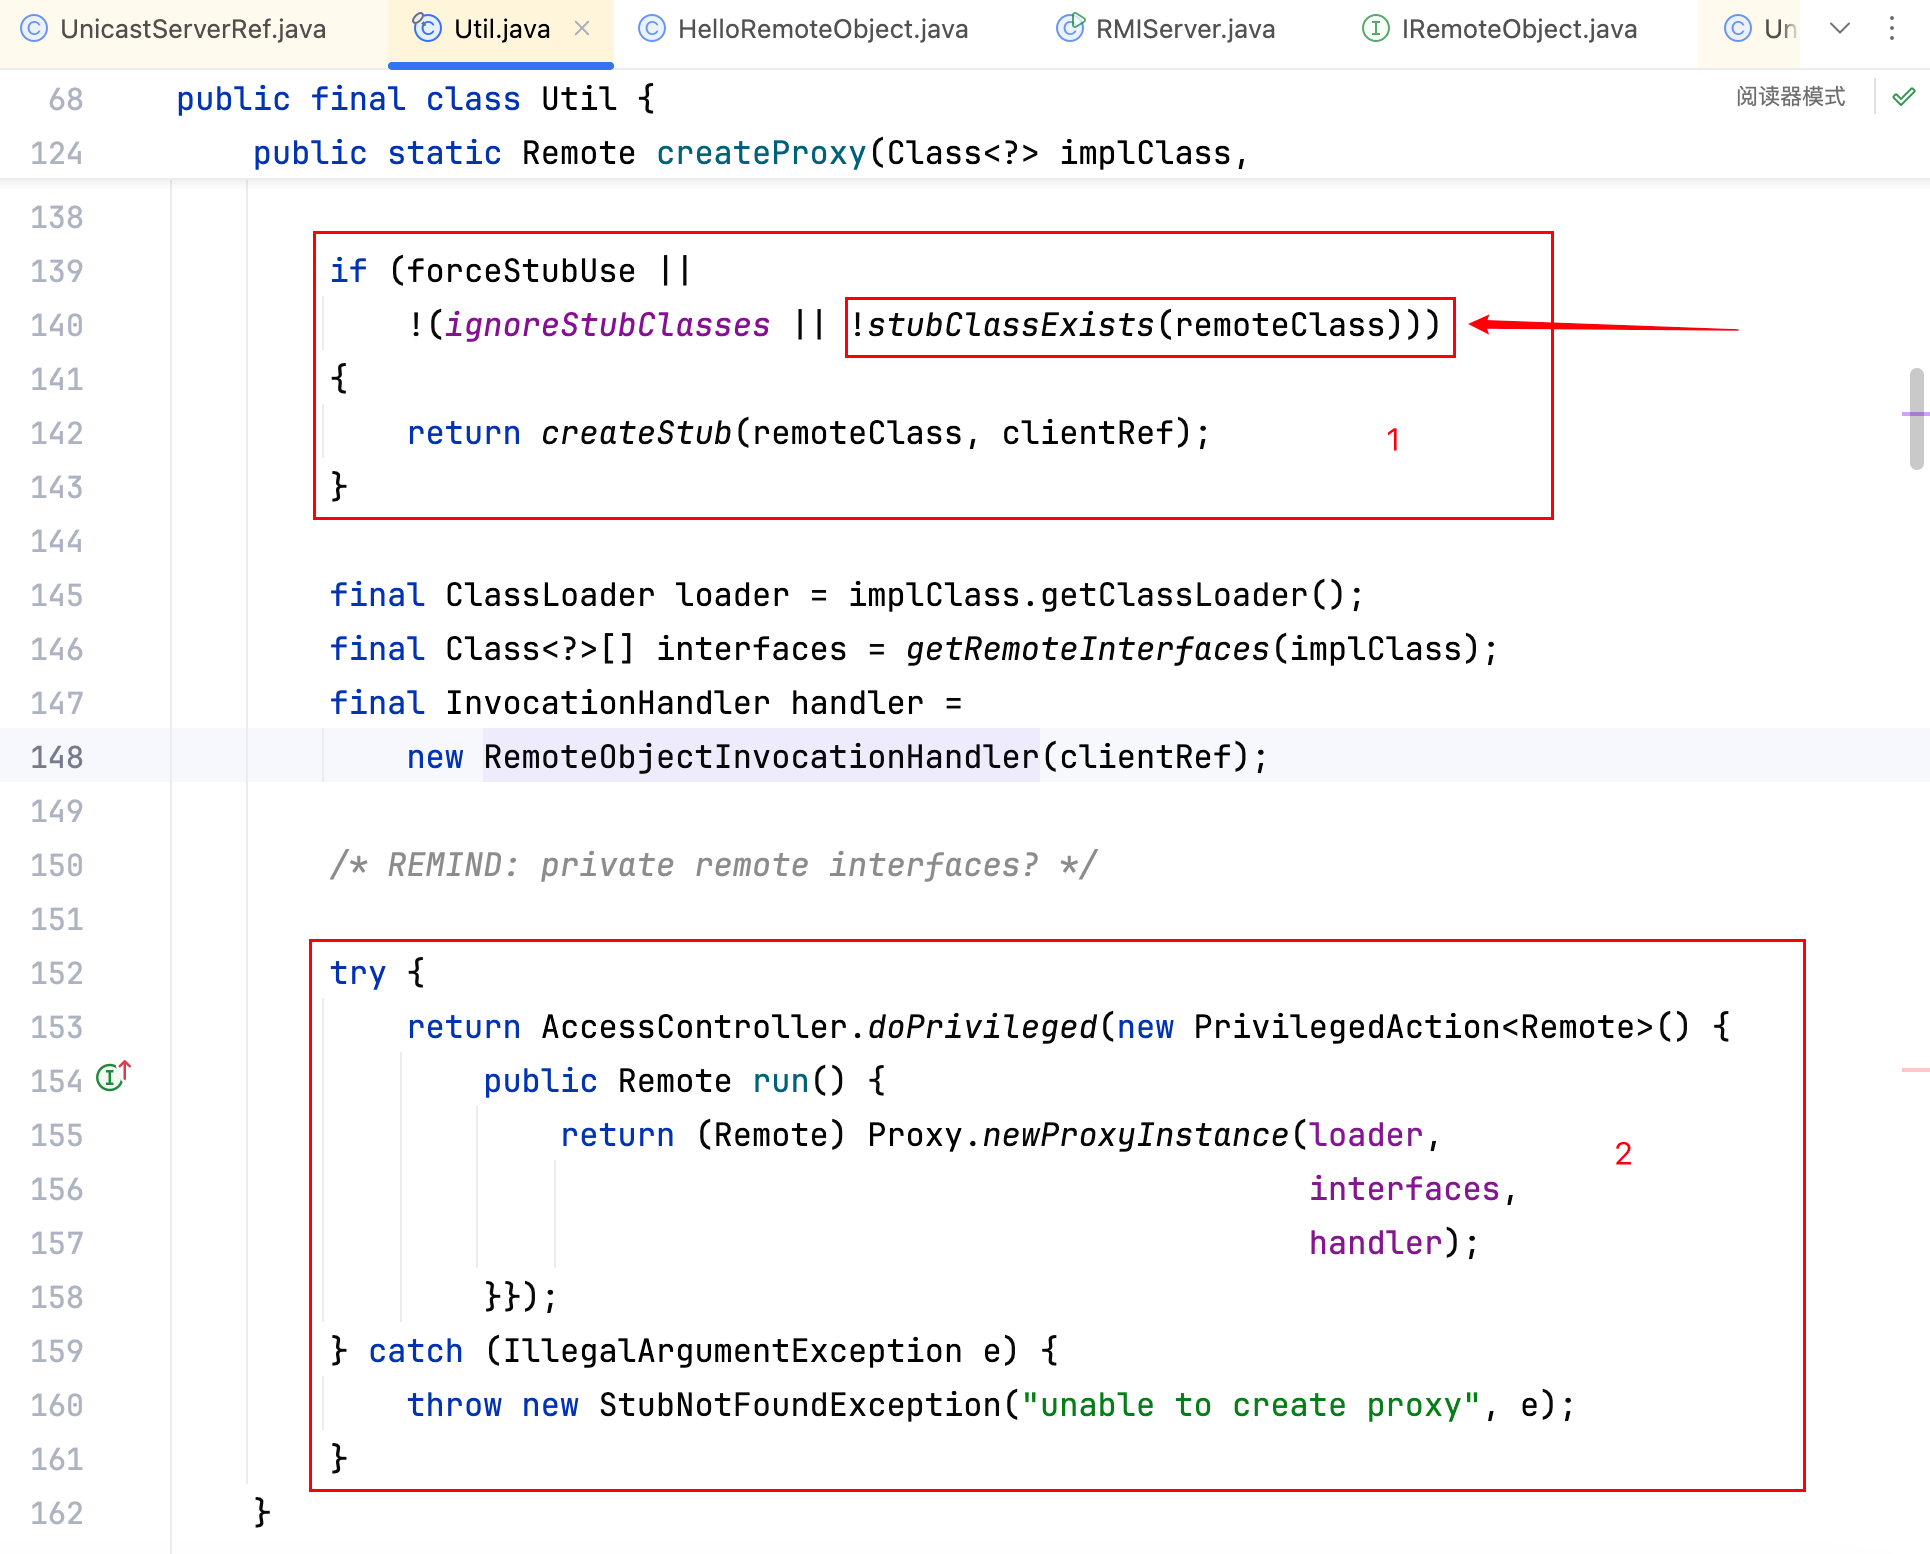 UnicastServerRef.java Util.java HelloRemoteObject.java RMIServer.java IRemoteObject.java Un
68 public final class Util {
阅读器模式
124 public static Remote createProxy(Class<?> implClass,
138
139 if (forceStubUse ||
140 !(ignoreStubClasses || !stubClassExists(remoteClass)))
141 {
142 return createStub(remoteClass, clientRef);
1
143 }
144
145 final ClassLoader loader = implClass.getClassLoader();
146 final Class<?>[] interfaces = getRemoteInterfaces(implClass);
147 final InvocationHandler handler =
148 new RemoteObjectInvocationHandler(clientRef);
149
150 /* REMIND: private remote interfaces? */
151
152 try {
153 return AccessController.doPrivileged(new PrivilegedAction<Remote>() {
154 public Remote run() {
155 return (Remote) Proxy.newProxyInstance(loader,
2
156 interfaces,
157 handler);
158 }});
159 } catch (IllegalArgumentException e) {
160 throw new StubNotFoundException("unable to create proxy", e);
161 }
162 }